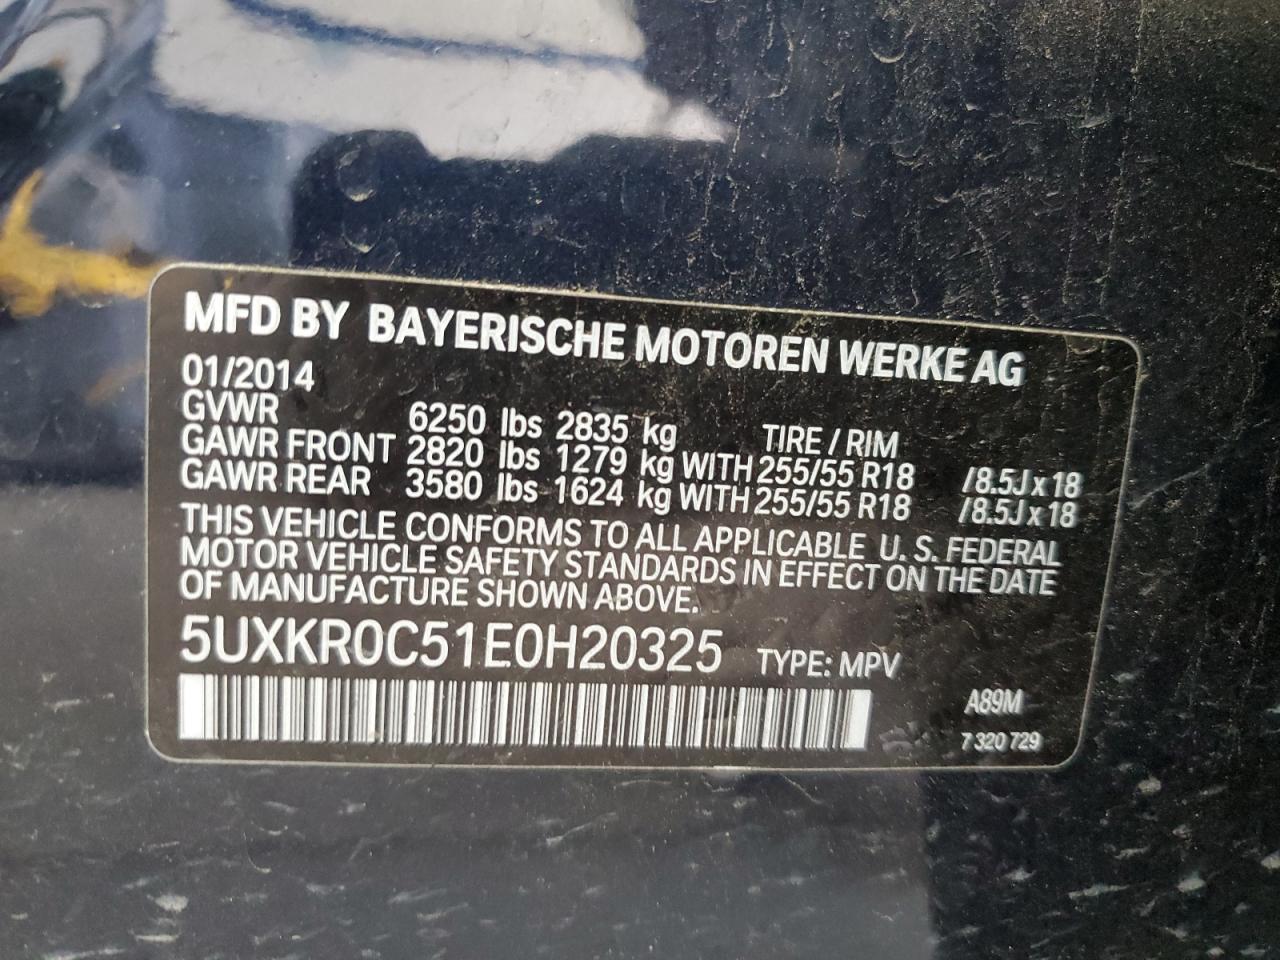 MFD BY BAYERISCHE MOTOREN WERKE AG
01/2014
GVWR 6250 lbs 2835 kg TIRE / RIM
GAWR FRONT 2820 lbs 1279 kg WITH 255/55 R18 /8.5J x 18
GAWR REAR 3580 lbs 1624 kg WITH 255/55 R18 /8.5J x 18
THIS VEHICLE CONFORMS TO ALL APPLICABLE U. S. FEDERAL
MOTOR VEHICLE SAFETY STANDARDS IN EFFECT ON THE DATE
OF MANUFACTURE SHOWN ABOVE.
5UXKR0C51E0H20325 TYPE: MPV
A89M
7 320 729